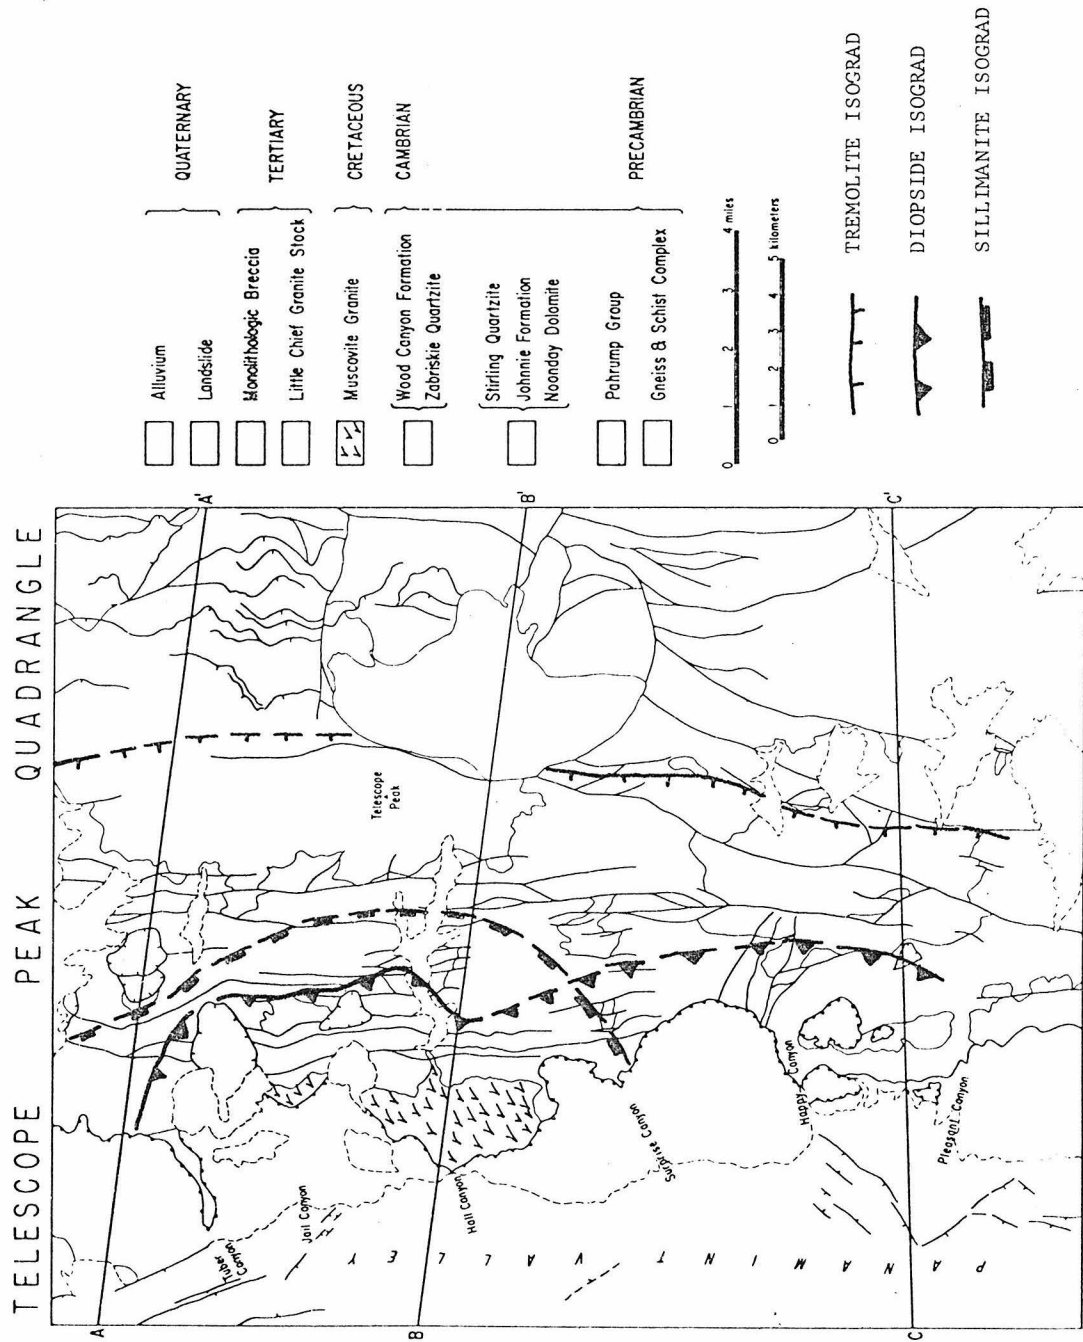 TELESCOPE PEAK QUADRANGLE
A
A'
B
B'
C
C'
Telescope
Peak
Tuber
Canyon
Jail Canyon
Hall Canyon
Surprise Canyon
Happy Canyon
Pleasant Canyon
PANAMINT VALLEY
Alluvium
Landslide
QUATERNARY
Monolithologic Breccia
Little Chief Granite Stock
TERTIARY
Muscovite Granite
CRETACEOUS
Wood Canyon Formation
Zabriskie Quartzite
CAMBRIAN
Stirling Quartzite
Johnnie Formation
Noonday Dolomite
Pahrump Group
Gneiss & Schist Complex
PRECAMBRIAN
0 1 2 3 4 miles
0 1 2 3 4 5 kilometers
TREMOLITE ISOGRAD
DIOPSIDE ISOGRAD
SILLIMANITE ISOGRAD